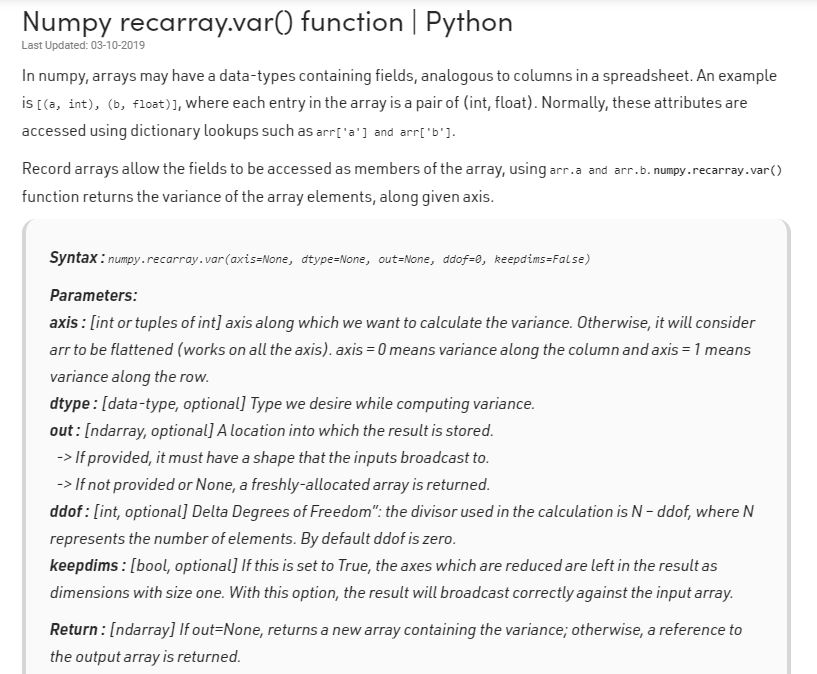 Numpy recarray.var() function | Python
Last Updated: 03-10-2019
In numpy, arrays may have a data-types containing fields, analogous to columns in a spreadsheet. An example
is [(a, int), (b, float)], where each entry in the array is a pair of (int, float). Normally, these attributes are
accessed using dictionary lookups such as arr['a'] and arr['b'].
Record arrays allow the fields to be accessed as members of the array, using arr.a and arr.b. numpy.recarray.var()
function returns the variance of the array elements, along given axis.
Syntax : numpy.recarray.var(axis=None, dtype=None, out=None, ddof=0, keepdims=False)
Parameters:
axis : [int or tuples of int] axis along which we want to calculate the variance. Otherwise, it will consider
arr to be flattened (works on all the axis). axis = 0 means variance along the column and axis = 1 means
variance along the row.
dtype : [data-type, optional] Type we desire while computing variance.
out : [ndarray, optional] A location into which the result is stored.
-> If provided, it must have a shape that the inputs broadcast to.
-> If not provided or None, a freshly-allocated array is returned.
ddof : [int, optional] Delta Degrees of Freedom": the divisor used in the calculation is N – ddof, where N
represents the number of elements. By default ddof is zero.
keepdims : [bool, optional] If this is set to True, the axes which are reduced are left in the result as
dimensions with size one. With this option, the result will broadcast correctly against the input array.
Return : [ndarray] If out=None, returns a new array containing the variance; otherwise, a reference to
the output array is returned.